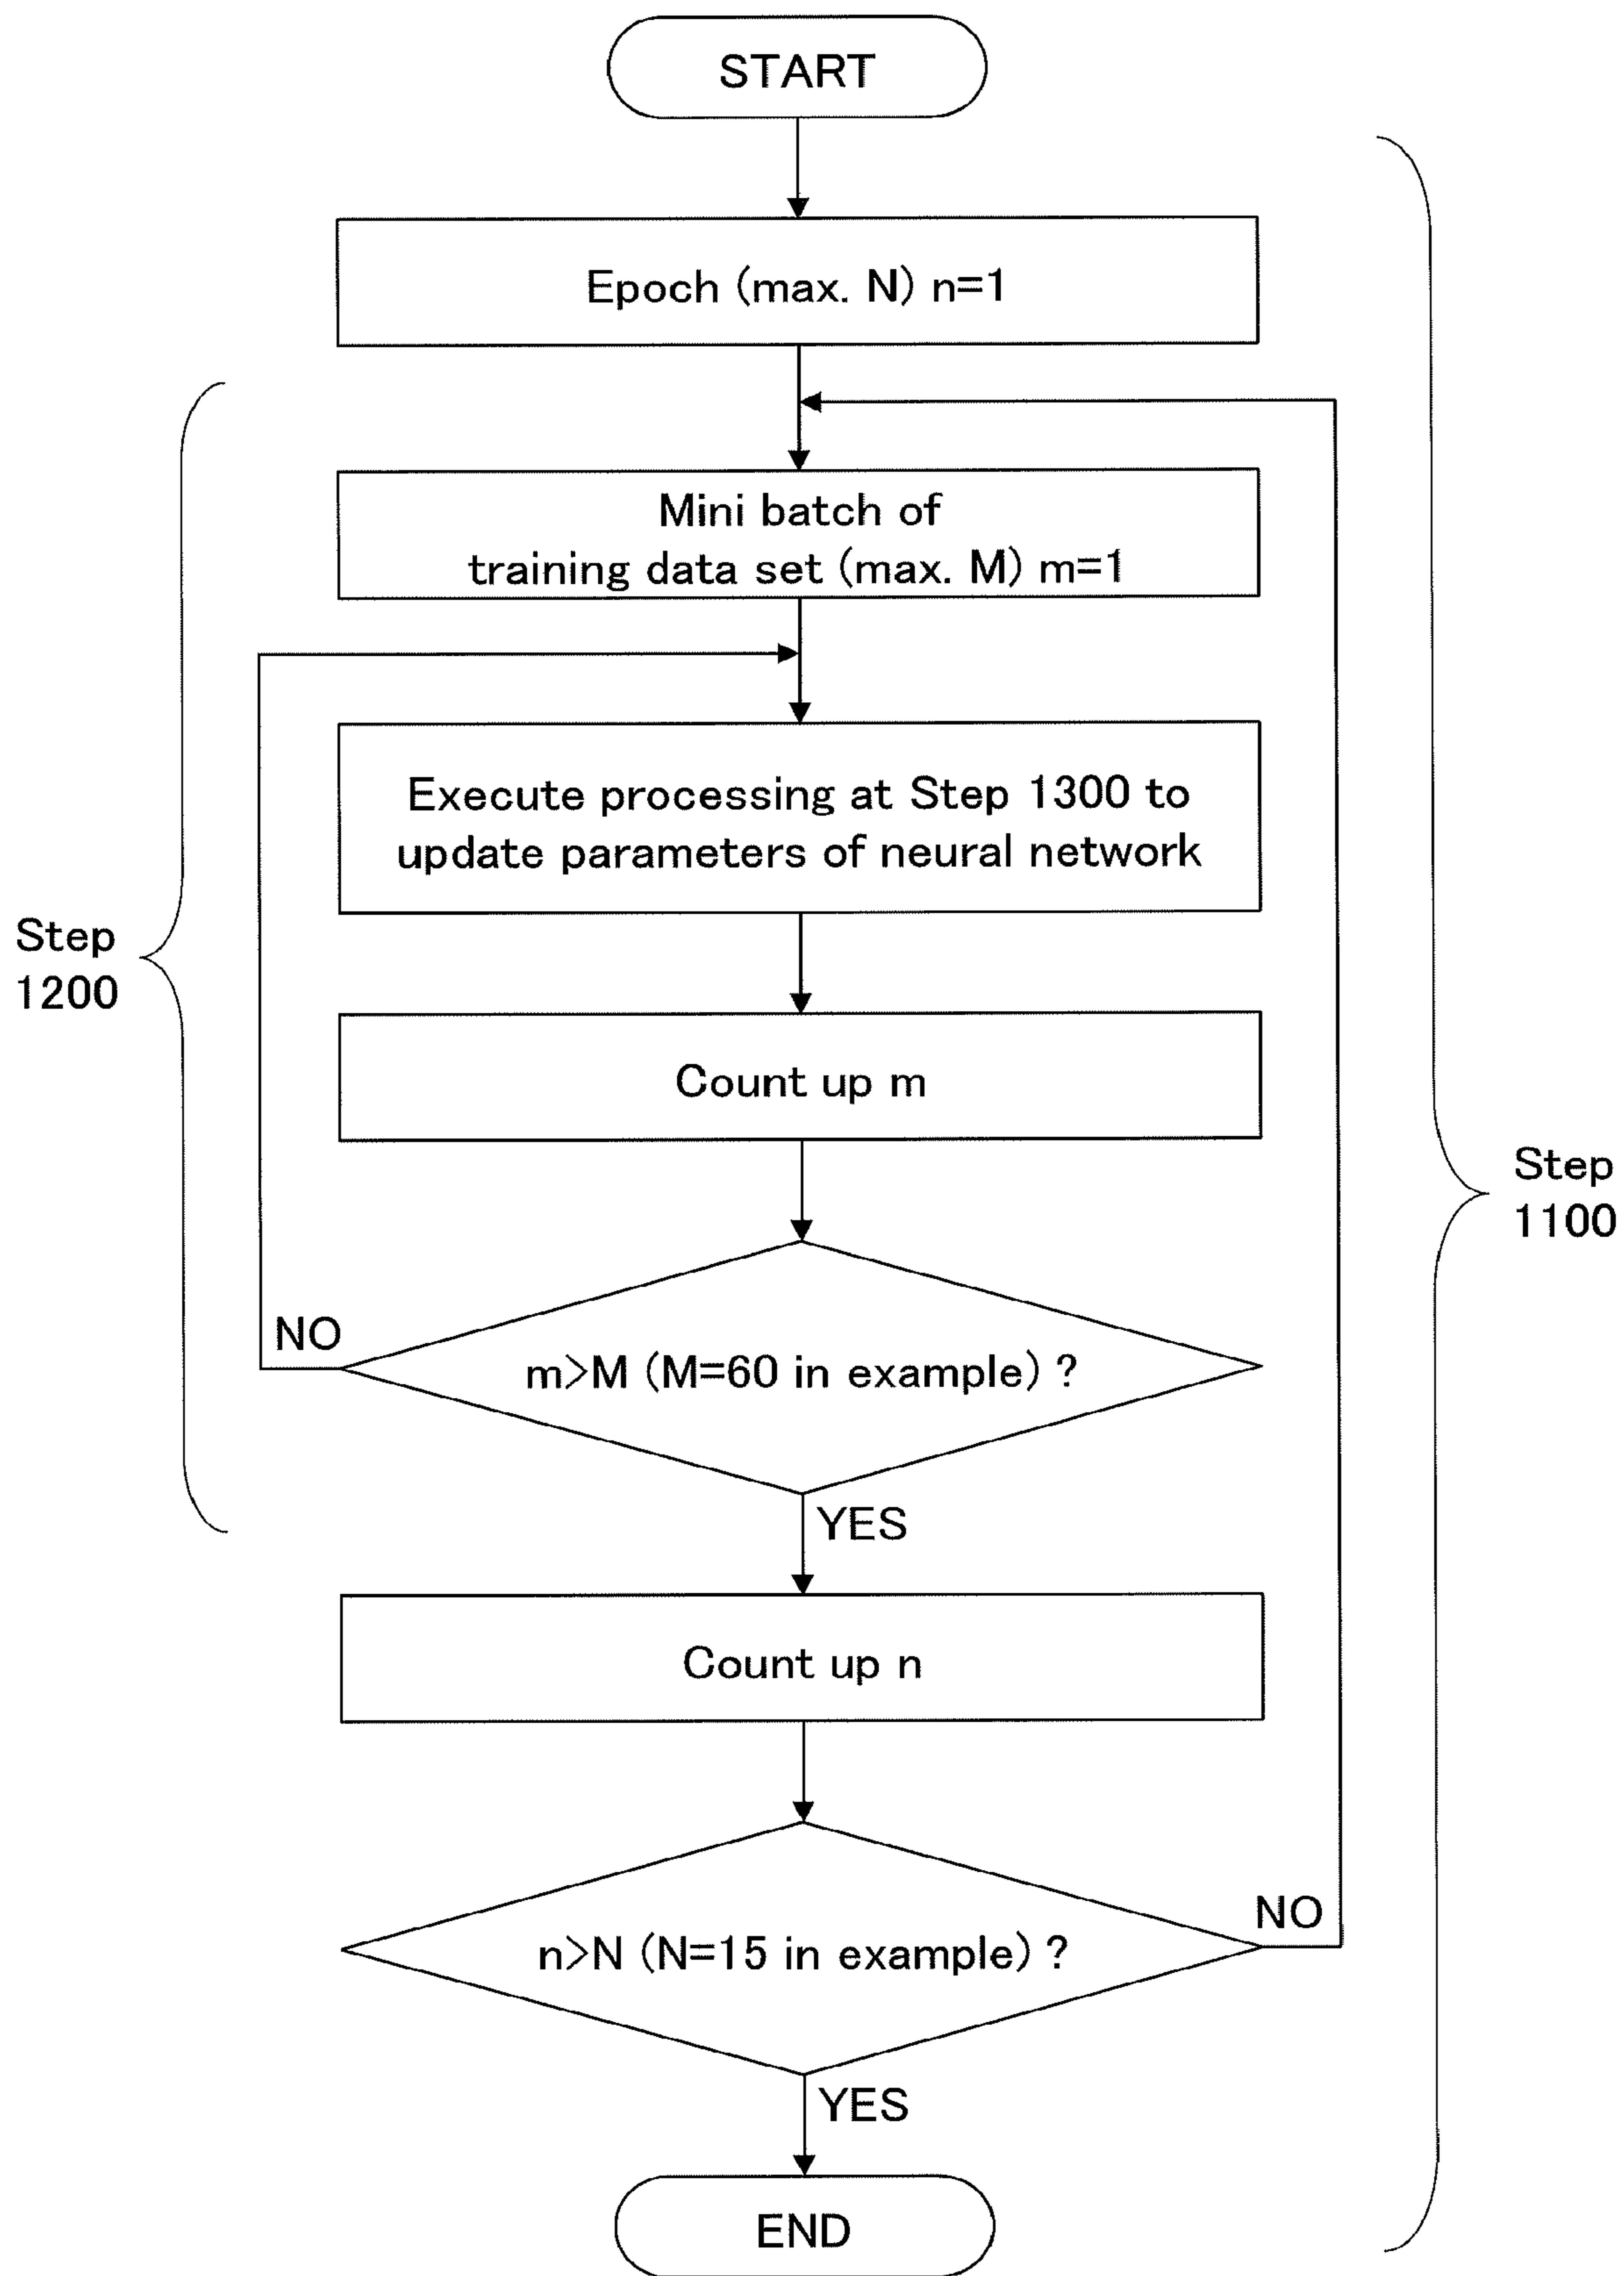 START
Epoch (max. N) n=1
Mini batch of
training data set (max. M) m=1
Execute processing at Step 1300 to
update parameters of neural network
Step
1200
Count up m
Step
1100
NO
m>M (M=60 in example) ?
YES
Count up n
NO
n>N (N=15 in example) ?
YES
END